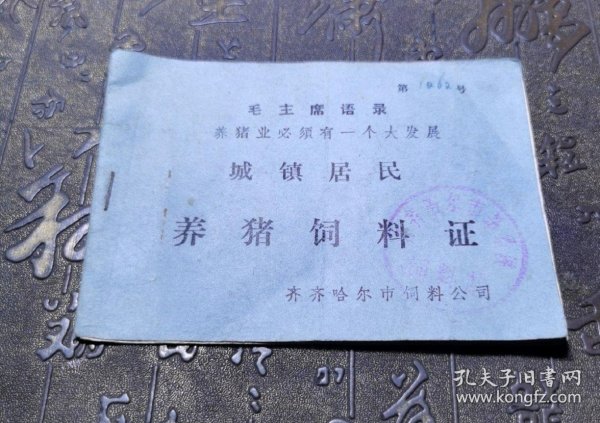 第1262号
毛主席语录
养猪业必须有一个大发展
城镇居民
养猪饲料证
齐齐哈尔市饲料公司
孔夫子旧书网
www.kongfz.com